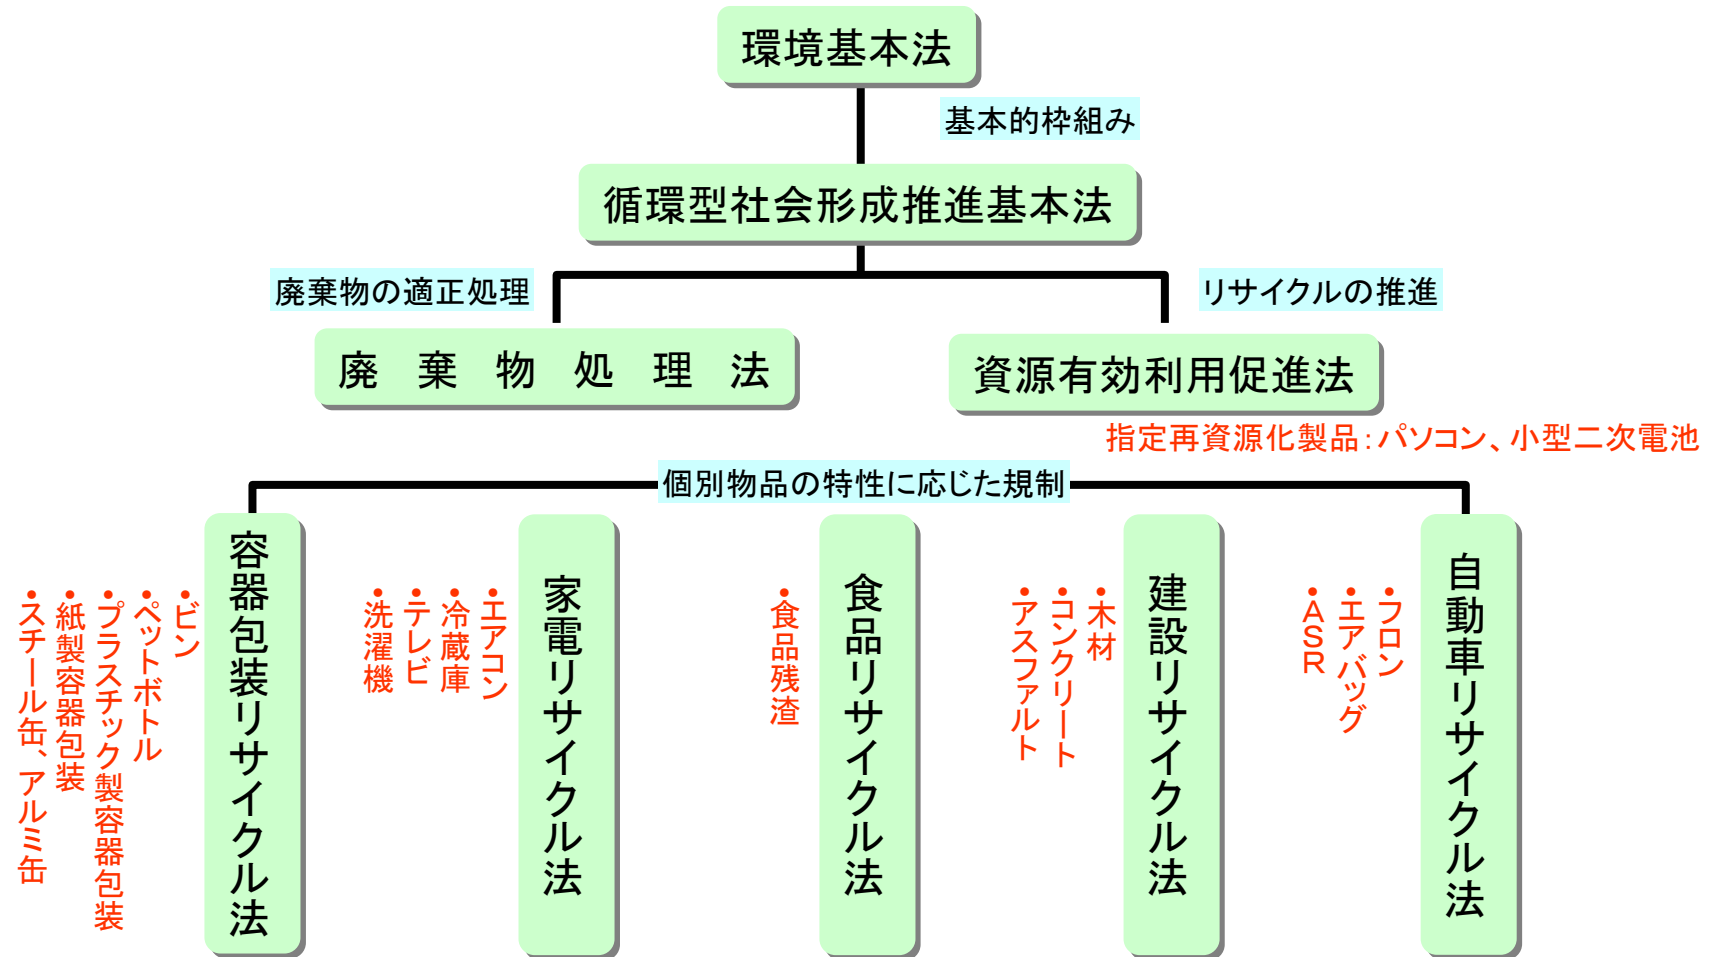 環境基本法
基本的枠組み
循環型社会形成推進基本法
廃棄物の適正処理
リサイクルの推進
廃棄物処理法
資源有効利用促進法
指定再資源化製品：パソコン、小型二次電池
個別物品の特性に応じた規制
容器包装リサイクル法
•ビン
•ペットボトル
•プラスチック製容器包装
•紙製容器包装
•スチール缶、アルミ缶
家電リサイクル法
•エアコン
•冷蔵庫
•テレビ
•洗濯機
食品リサイクル法
•食品残渣
建設リサイクル法
•木材
•コンクリート
•アスファルト
自動車リサイクル法
•フロン
•エアバッグ
•ASR